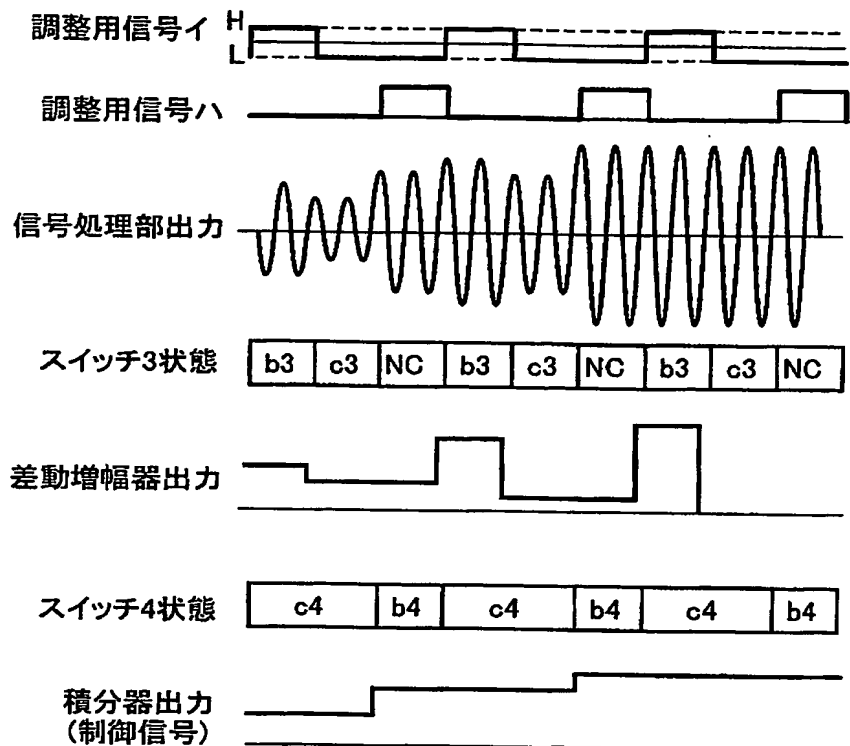 調整用信号イ
H
L
調整用信号ハ
信号処理部出力
スイッチ3状態
b3 c3 NC b3 c3 NC b3 c3 NC
差動増幅器出力
スイッチ4状態
c4 b4 c4 b4 c4 b4
積分器出力
(制御信号)